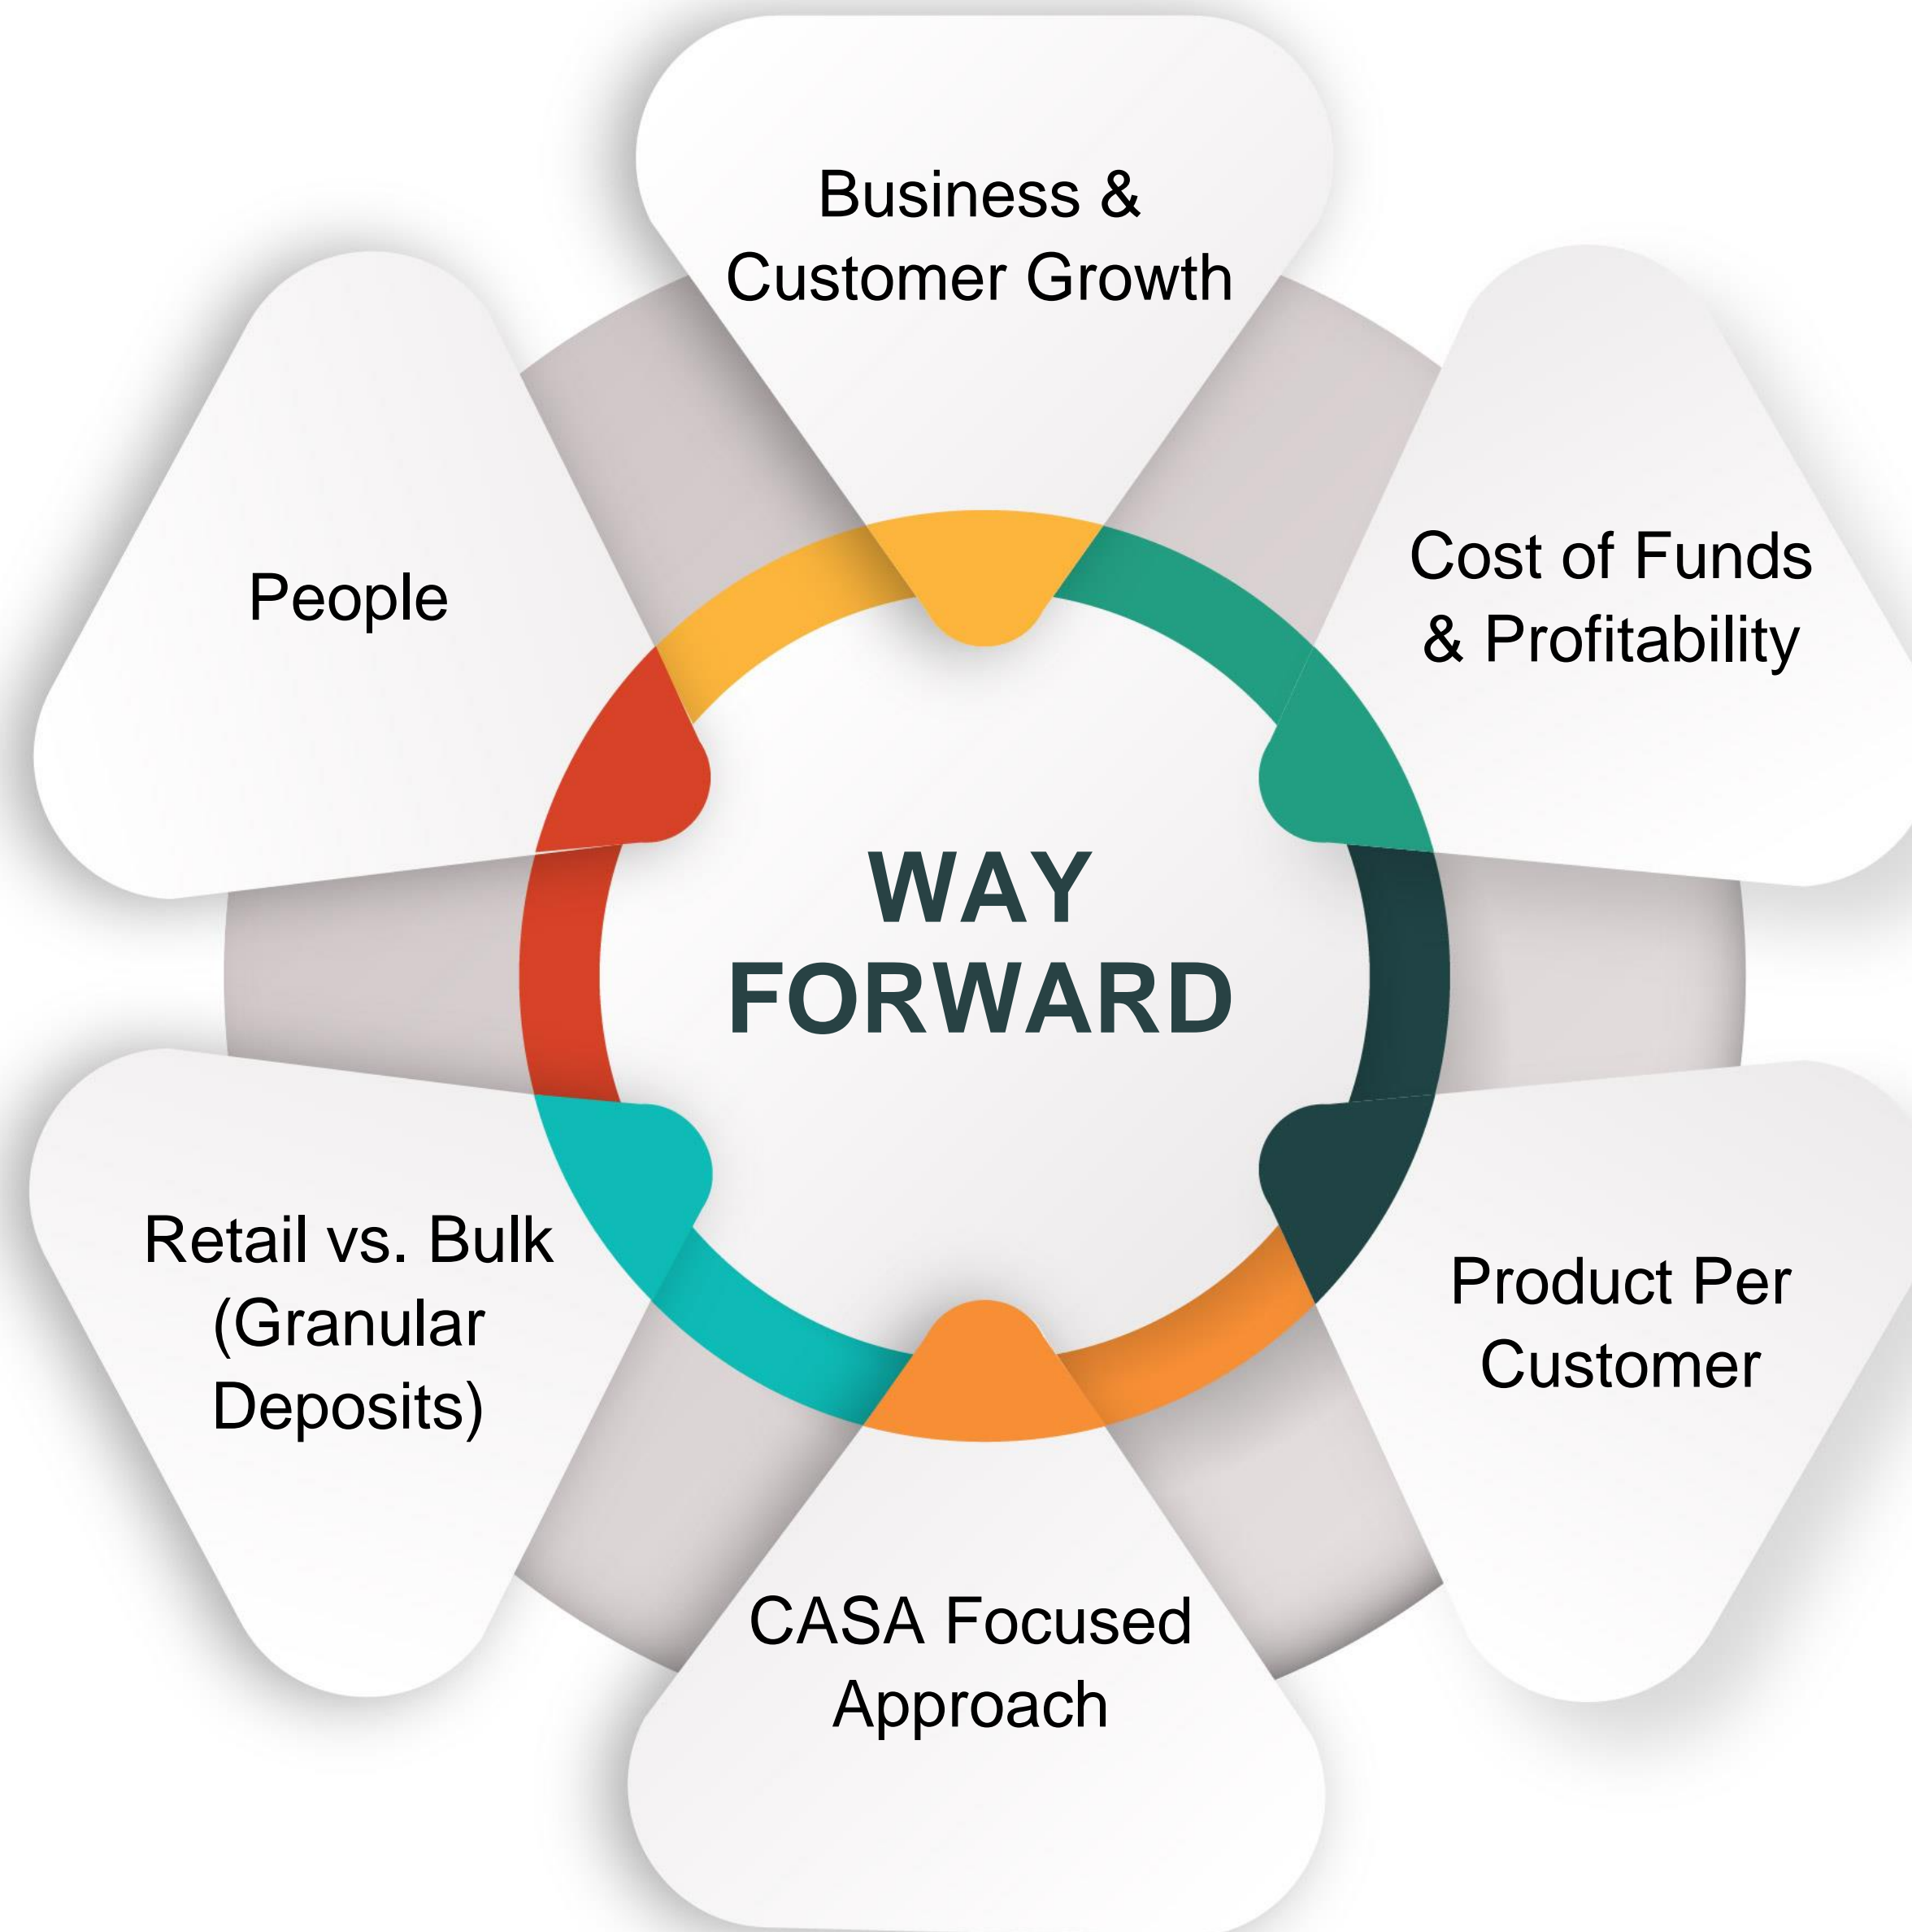 Business &
Customer Growth
Cost of Funds
& Profitability
Product Per
Customer
CASA Focused
Approach
Retail vs. Bulk
(Granular
Deposits)
People
WAY
FORWARD